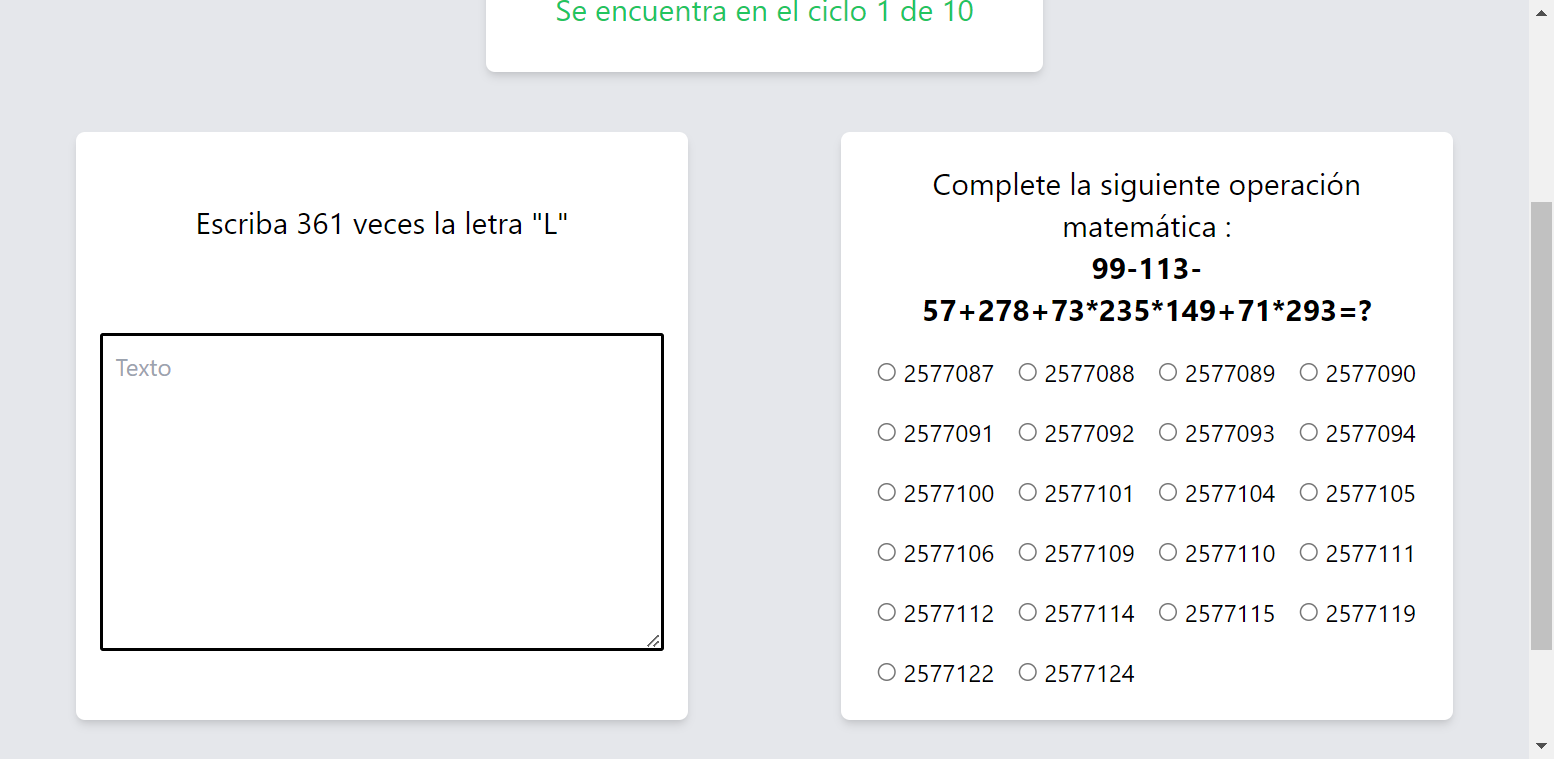 Se encuentra en el ciclo 1 de 10
Escriba 361 veces la letra "L"
Texto
Complete la siguiente operación
matemática :
99-113-
57+278+73*235*149+71*293=?
2577087 2577088 2577089 2577090
2577091 2577092 2577093 2577094
2577100 2577101 2577104 2577105
2577106 2577109 2577110 2577111
2577112 2577114 2577115 2577119
2577122 2577124